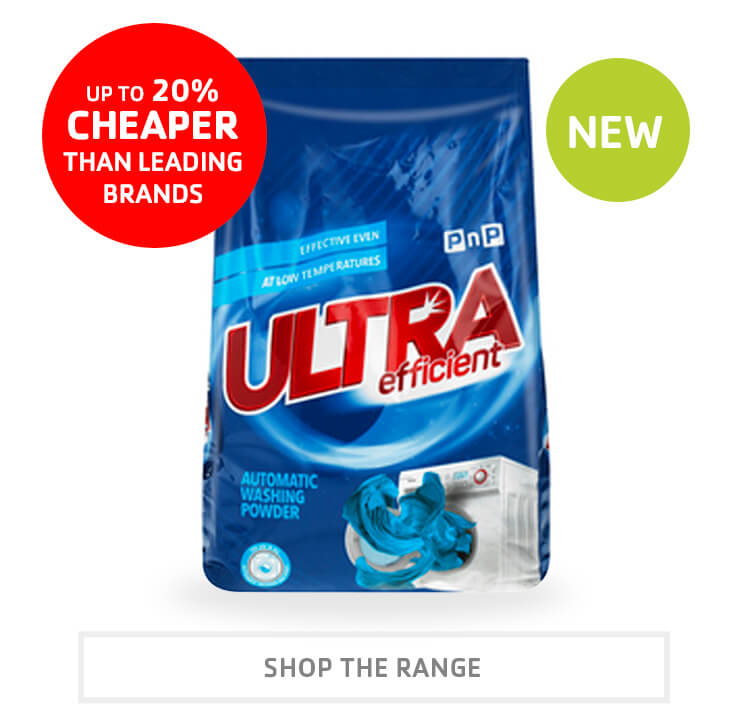 UP TO 20%
CHEAPER
THAN LEADING
BRANDS
NEW
EFFECTIVE EVEN
AT LOW TEMPERATURES
PnP
ULTRA
efficient
AUTOMATIC
WASHING
POWDER
SHOP THE RANGE